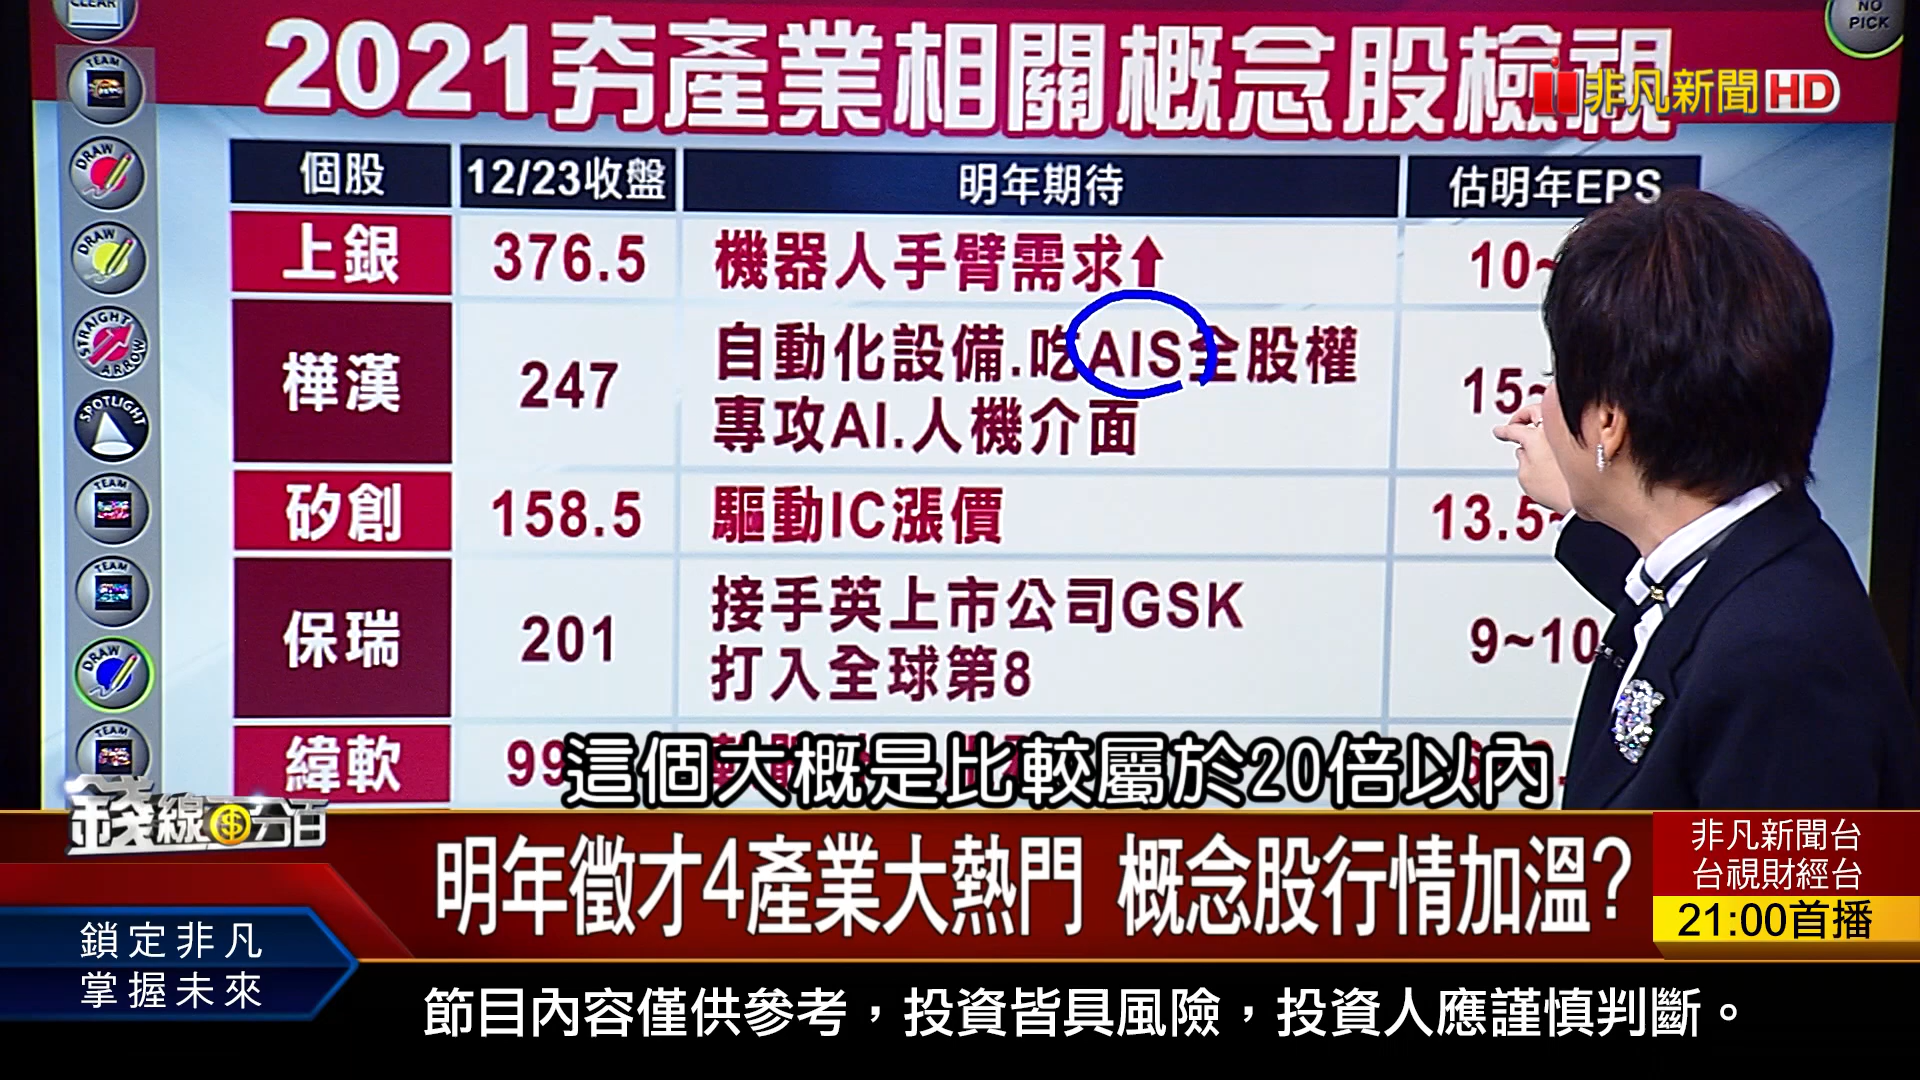 CLEAR
NO
PICK
2021夯產業相關概念股檢視
非凡新聞HD
TEAM
DRAW
DRAW
STRAIGHT
ARROW
SPOTLIGHT
TEAM
TEAM
DRAW
TEAM
個股 12/23收盤 明年期待 估明年EPS
上銀 376.5 機器人手臂需求↑ 10~
樺漢 247 自動化設備.吃AIS全股權
專攻AI.人機介面 15~
矽創 158.5 驅動IC漲價 13.5~
保瑞 201 接手英上市公司GSK
打入全球第8 9~10
緯軟 99
這個大概是比較屬於20倍以內
錢線百分百
明年徵才4產業大熱門 概念股行情加溫?
非凡新聞台
台視財經台
21:00首播
鎖定非凡
掌握未來
節目內容僅供參考，投資皆具風險，投資人應謹慎判斷。